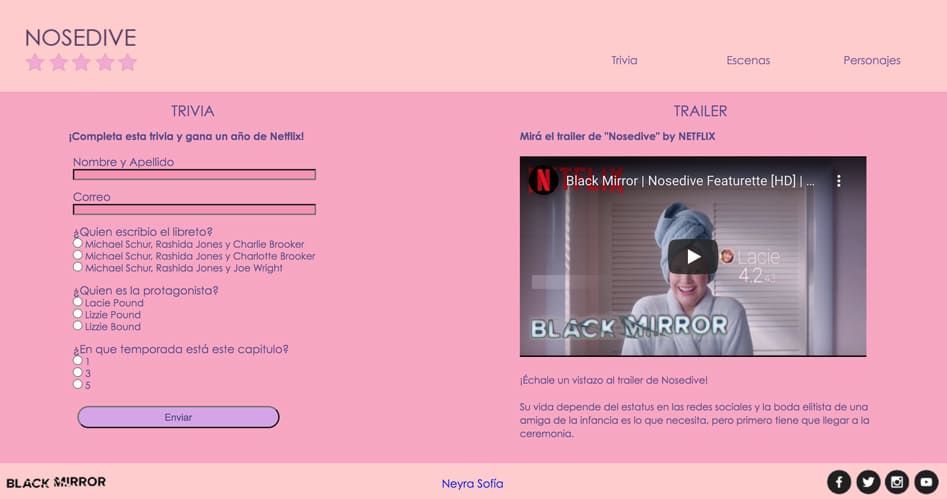 NOSEDIVE
Trivia
Escenas
Personajes
TRIVIA
¡Completa esta trivia y gana un año de Netflix!
Nombre y Apellido
Correo
¿Quien escribio el libreto?
Michael Schur, Rashida Jones y Charlie Brooker
Michael Schur, Rashida Jones y Charlotte Brooker
Michael Schur, Rashida Jones y Joe Wright
¿Quien es la protagonista?
Lacie Pound
Lizzie Pound
Lizzie Bound
¿En que temporada está este capitulo?
1
3
5
Enviar
TRAILER
Mirá el trailer de "Nosedive" by NETFLIX
NETFLIX
N
Black Mirror | Nosedive Featurette [HD] | ...
Lacie
4.243
BLACK MIRROR
¡Échale un vistazo al trailer de Nosedive!
Su vida depende del estatus en las redes sociales y la boda elitista de una
amiga de la infancia es lo que necesita, pero primero tiene que llegar a la
ceremonia.
BLACK MIRROR
Neyra Sofía